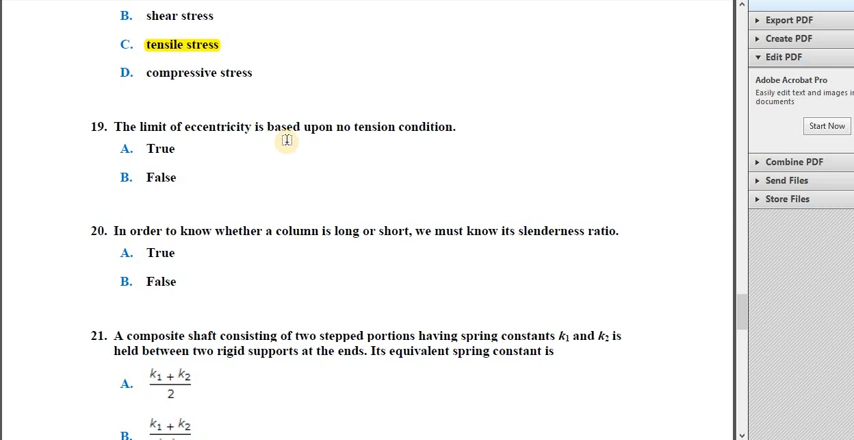 B. shear stress
C. tensile stress
D. compressive stress
19. The limit of eccentricity is based upon no tension condition.
A. True
B. False
20. In order to know whether a column is long or short, we must know its slenderness ratio.
A. True
B. False
21. A composite shaft consisting of two stepped portions having spring constants k₁ and k₂ is
held between two rigid supports at the ends. Its equivalent spring constant is
A. k₁ + k₂
2
B. k₁ + k₂
Export PDF
Create PDF
Edit PDF
Adobe Acrobat Pro
Easily edit text and images
documents
Start Now
Combine PDF
Send Files
Store Files